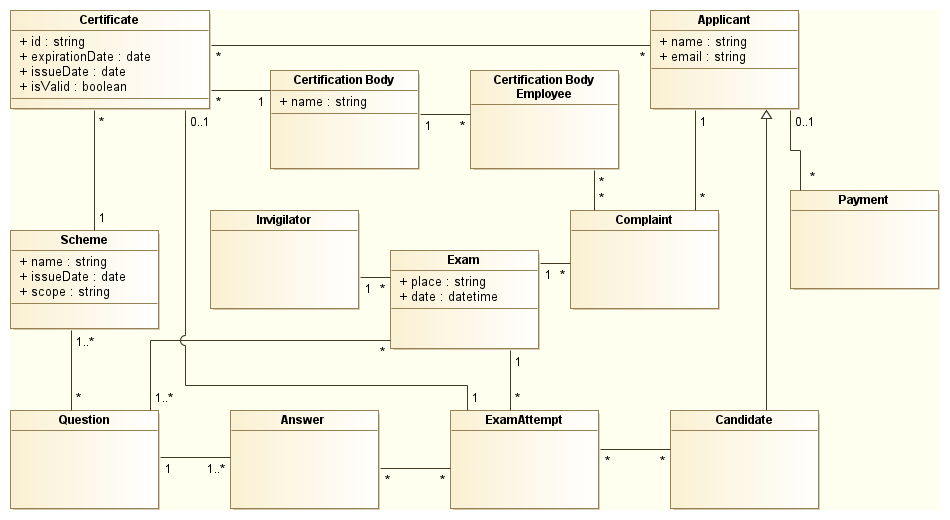 Certificate
+ id : string
+ expirationDate : date
+ issueDate : date
+ isValid : boolean
Applicant
+ name : string
+ email : string
*
*
Certification Body
+ name : string
Certification Body
Employee
*
1
1
*
*
0..1
1
0..1
*
*
*
*
1
Payment
Invigilator
Complaint
Scheme
+ name : string
+ issueDate : date
+ scope : string
Exam
+ place : string
+ date : datetime
1
*
1
*
1..*
*
1
*
1..*
1
*
Question
Answer
ExamAttempt
Candidate
1
1..*
*
*
*
*